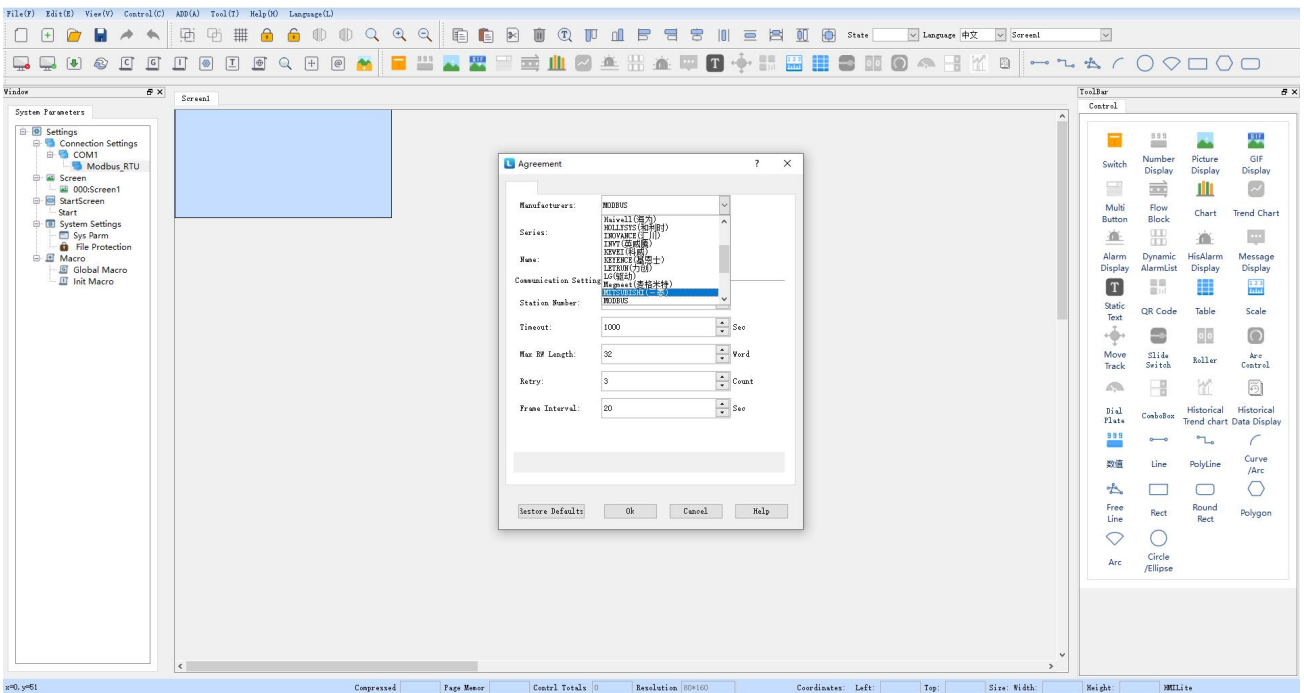 File(F) Edit(E) View(V) Control(C) ADD(A) Tool(T) Help(H) Language(L)
State Language 中文 Screen1
Window
System Parameters
Settings
Connection Settings
COM1
Modbus_RTU
Screen
000:Screen1
StartScreen
Start
System Settings
Sys Parm
File Protection
Macro
Global Macro
Init Macro
Screen1
Agreement ? ×
Manufacturers: MODBUS
Haiwell(海为)
HOLLYSYS(和利时)
INOVANCE(汇川)
INVT(英威腾)
KEWEI(科威)
KEYENCE(基恩士)
LETRUN(力创)
LG(驱动)
Megmeet(麦格米特)
MITSUBISHI(三菱)
MODBUS
Series:
Name:
Communication Setting
Station Number:
Timeout: 1000 Sec
Max RW Length: 32 Word
Retry: 3 Count
Frame Interval: 20 Sec
Restore Defaults Ok Cancel Help
ToolBar
Control
Switch
Number Display
Picture Display
GIF Display
Multi Button
Flow Block
Chart
Trend Chart
Alarm Display
Dynamic AlarmList
HisAlarm Display
Message Display
Static Text
QR Code
Table
Scale
Move Track
Slide Switch
Roller
Arc Control
Dial Plate
ComboBox
Historical Trend chart
Historical Data Display
数值
Line
PolyLine
Curve /Arc
Free Line
Rect
Round Rect
Polygon
Arc
Circle /Ellipse
x=0, y=51 Compressed Page Memor Contrl Totals 0 Resolution 80*160 Coordinates: Left: Top: Size: Width: Height: HMILite